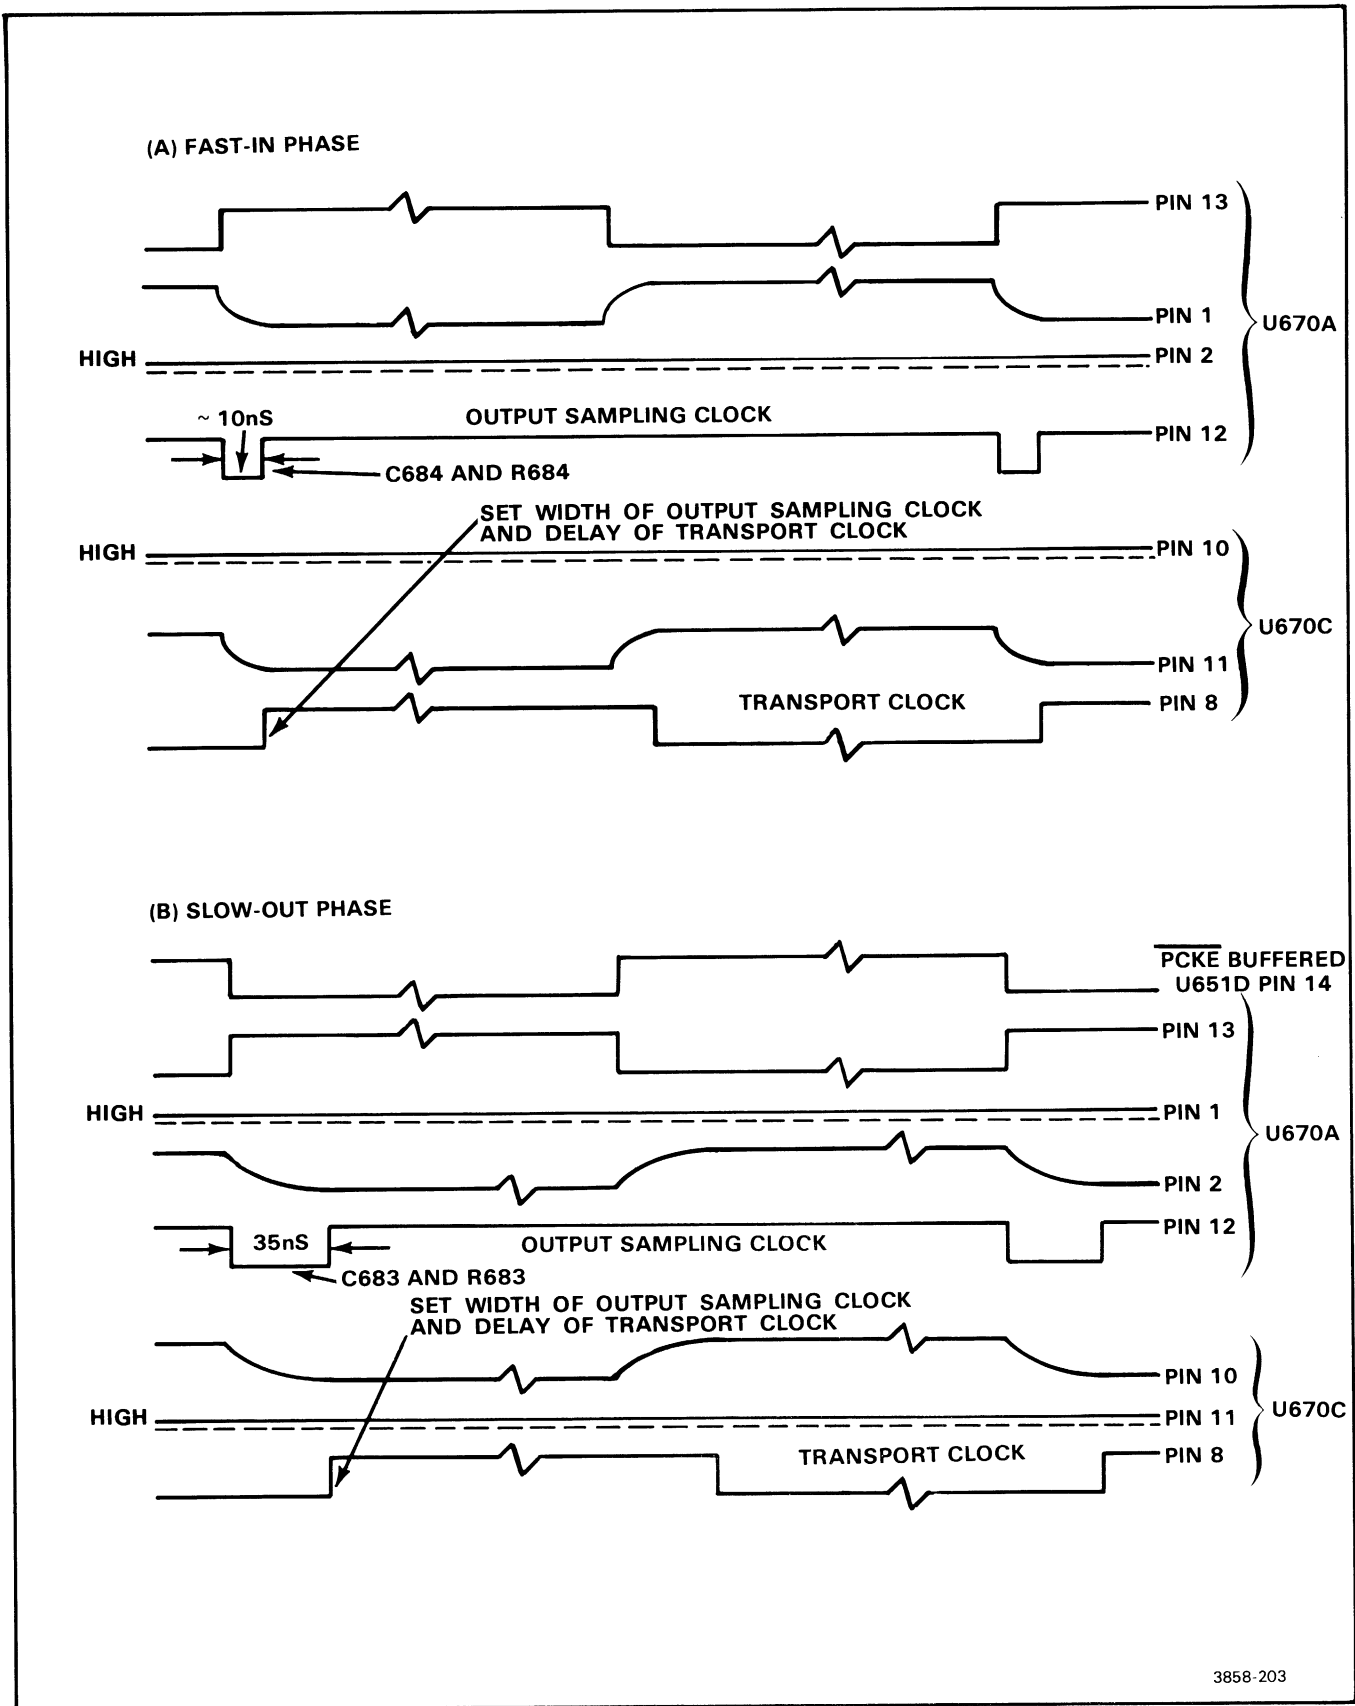 (A) FAST-IN PHASE
PIN 13
PIN 1
U670A
HIGH
PIN 2
~ 10nS
OUTPUT SAMPLING CLOCK
PIN 12
C684 AND R684
SET WIDTH OF OUTPUT SAMPLING CLOCK
AND DELAY OF TRANSPORT CLOCK
HIGH
PIN 10
U670C
PIN 11
TRANSPORT CLOCK
PIN 8
(B) SLOW-OUT PHASE
PCKE BUFFERED
U651D PIN 14
PIN 13
HIGH
PIN 1
U670A
PIN 2
35nS
OUTPUT SAMPLING CLOCK
PIN 12
C683 AND R683
SET WIDTH OF OUTPUT SAMPLING CLOCK
AND DELAY OF TRANSPORT CLOCK
PIN 10
HIGH
PIN 11
U670C
TRANSPORT CLOCK
PIN 8
3858-203